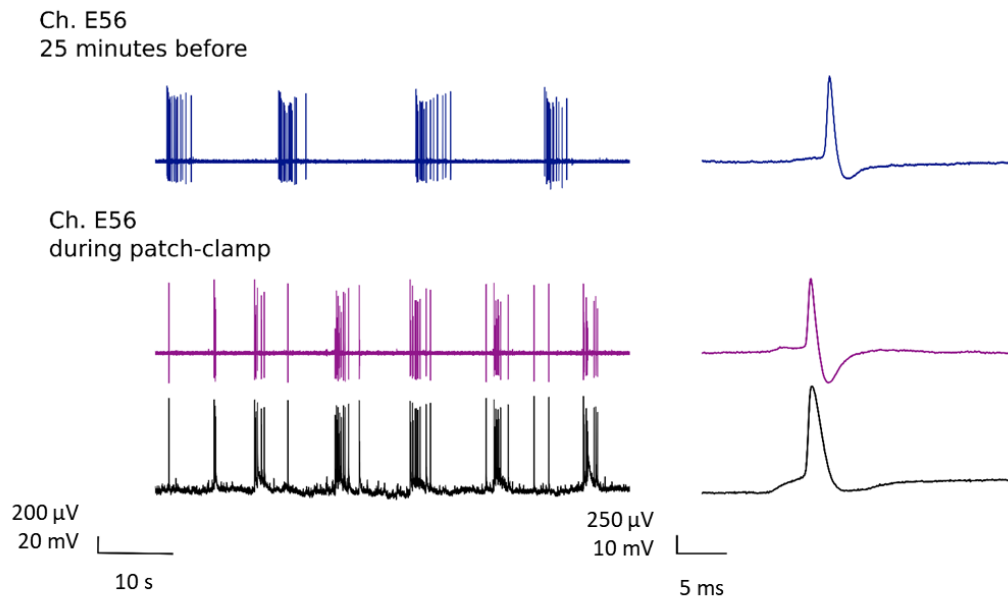 Ch. E56
25 minutes before
Ch. E56
during patch-clamp
200 µV
20 mV
10 s
250 µV
10 mV
5 ms